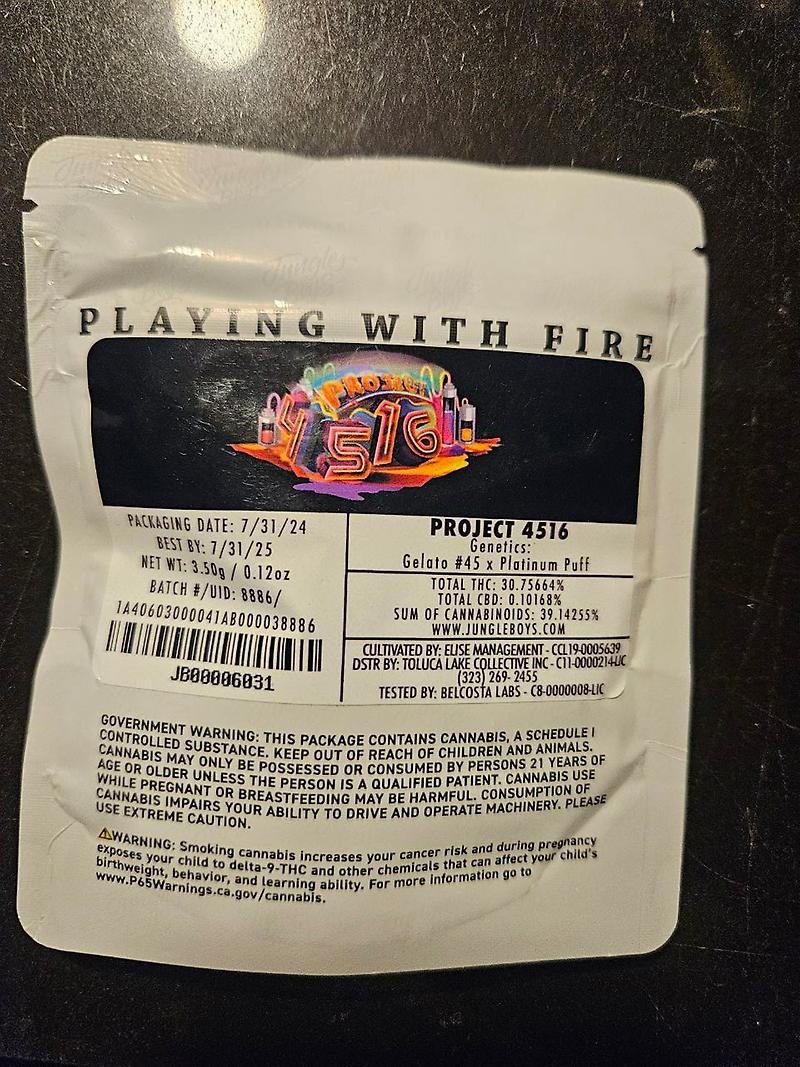 Jungle
PLAYING WITH FIRE
PROJECT
4516
PACKAGING DATE: 7/31/24
BEST BY: 7/31/25
NET WT: 3.50g / 0.12oz
BATCH #/UID: 8886/
1A40603000041AB000038886
JB00006031
PROJECT 4516
Genetics:
Gelato #45 x Platinum Puff
TOTAL THC: 30.75664%
TOTAL CBD: 0.10168%
SUM OF CANNABINOIDS: 39.14255%
WWW.JUNGLEBOYS.COM
CULTIVATED BY: ELISE MANAGEMENT - CCL19-0005639
DSTR BY: TOLUCA LAKE COLLECTIVE INC - C11-0000214-LIC
(323) 269- 2455
TESTED BY: BELCOSTA LABS - C8-0000008-LIC
GOVERNMENT WARNING: THIS PACKAGE CONTAINS CANNABIS, A SCHEDULE I
CONTROLLED SUBSTANCE. KEEP OUT OF REACH OF CHILDREN AND ANIMALS.
CANNABIS MAY ONLY BE POSSESSED OR CONSUMED BY PERSONS 21 YEARS OF
AGE OR OLDER UNLESS THE PERSON IS A QUALIFIED PATIENT. CANNABIS USE
WHILE PREGNANT OR BREASTFEEDING MAY BE HARMFUL. CONSUMPTION OF
CANNABIS IMPAIRS YOUR ABILITY TO DRIVE AND OPERATE MACHINERY. PLEASE
USE EXTREME CAUTION.
⚠WARNING: Smoking cannabis increases your cancer risk and during pregnancy
exposes your child to delta-9-THC and other chemicals that can affect your child's
birthweight, behavior, and learning ability. For more information go to
www.P65Warnings.ca.gov/cannabis.